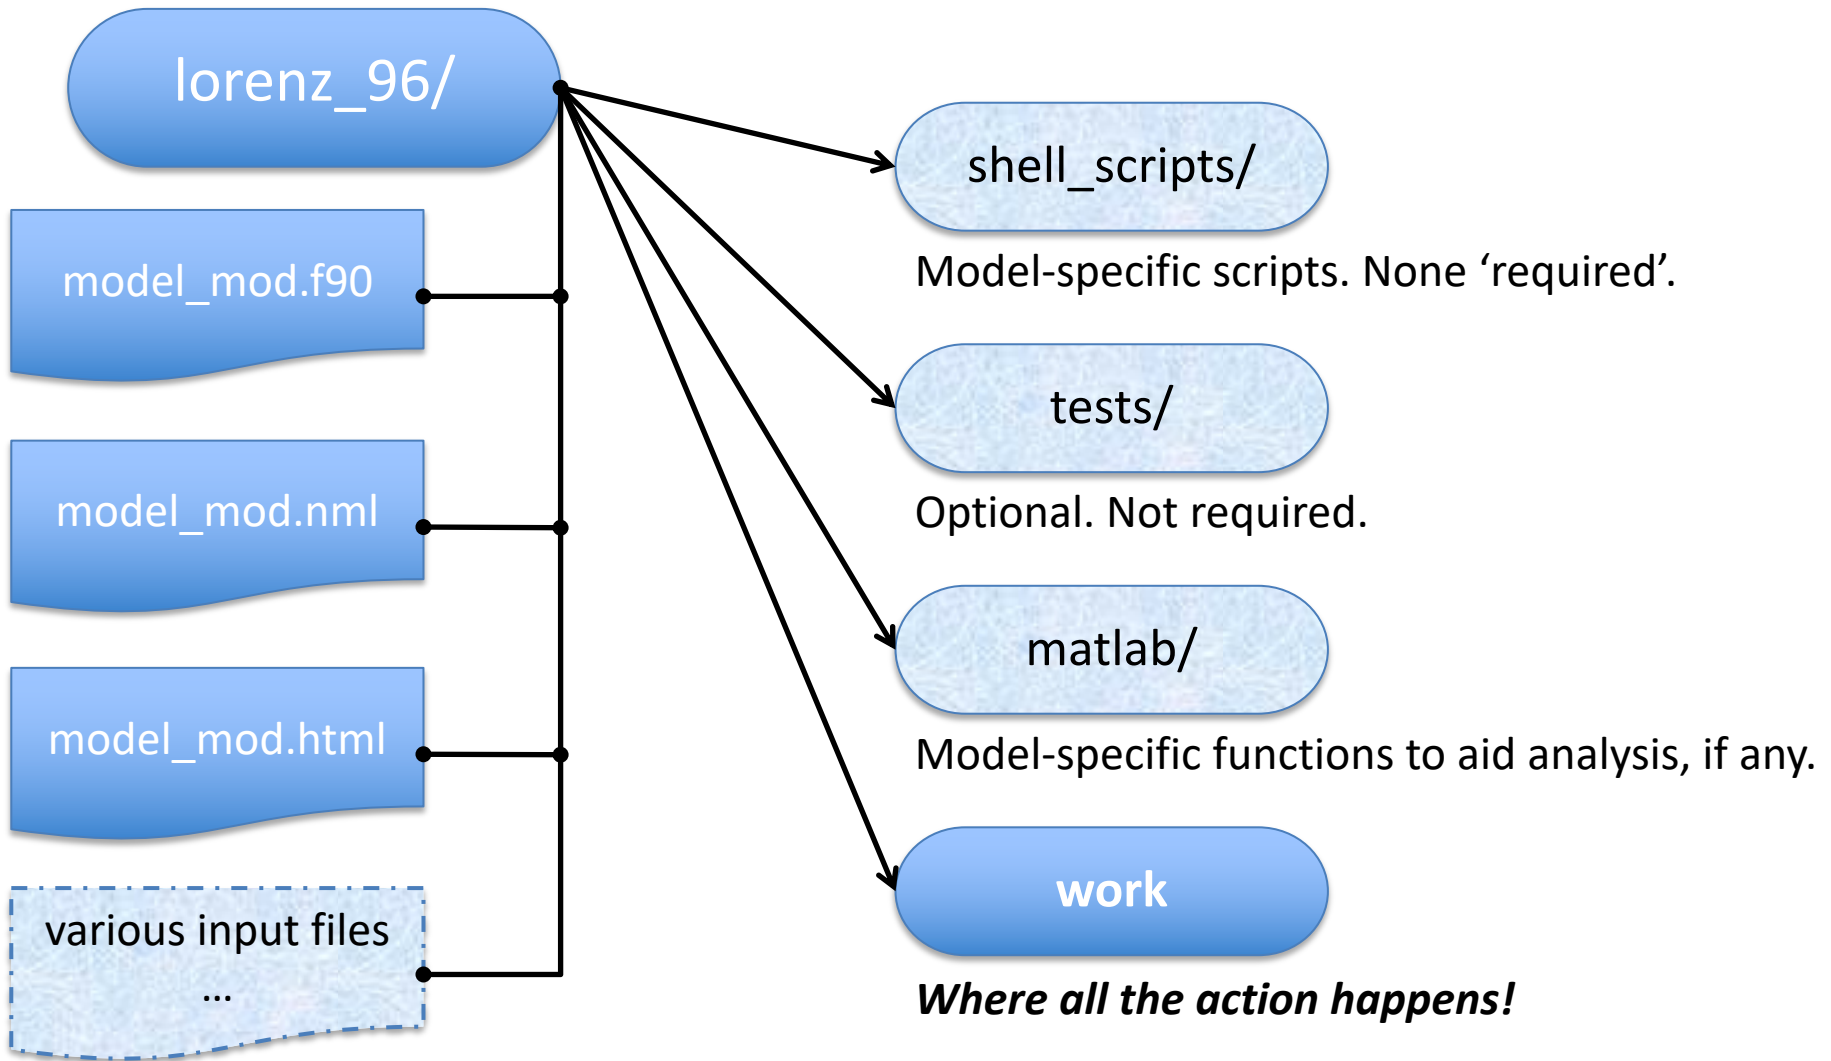 lorenz_96/
model_mod.f90
model_mod.nml
model_mod.html
various input files
...
shell_scripts/
Model-specific scripts. None ‘required’.
tests/
Optional. Not required.
matlab/
Model-specific functions to aid analysis, if any.
work
Where all the action happens!